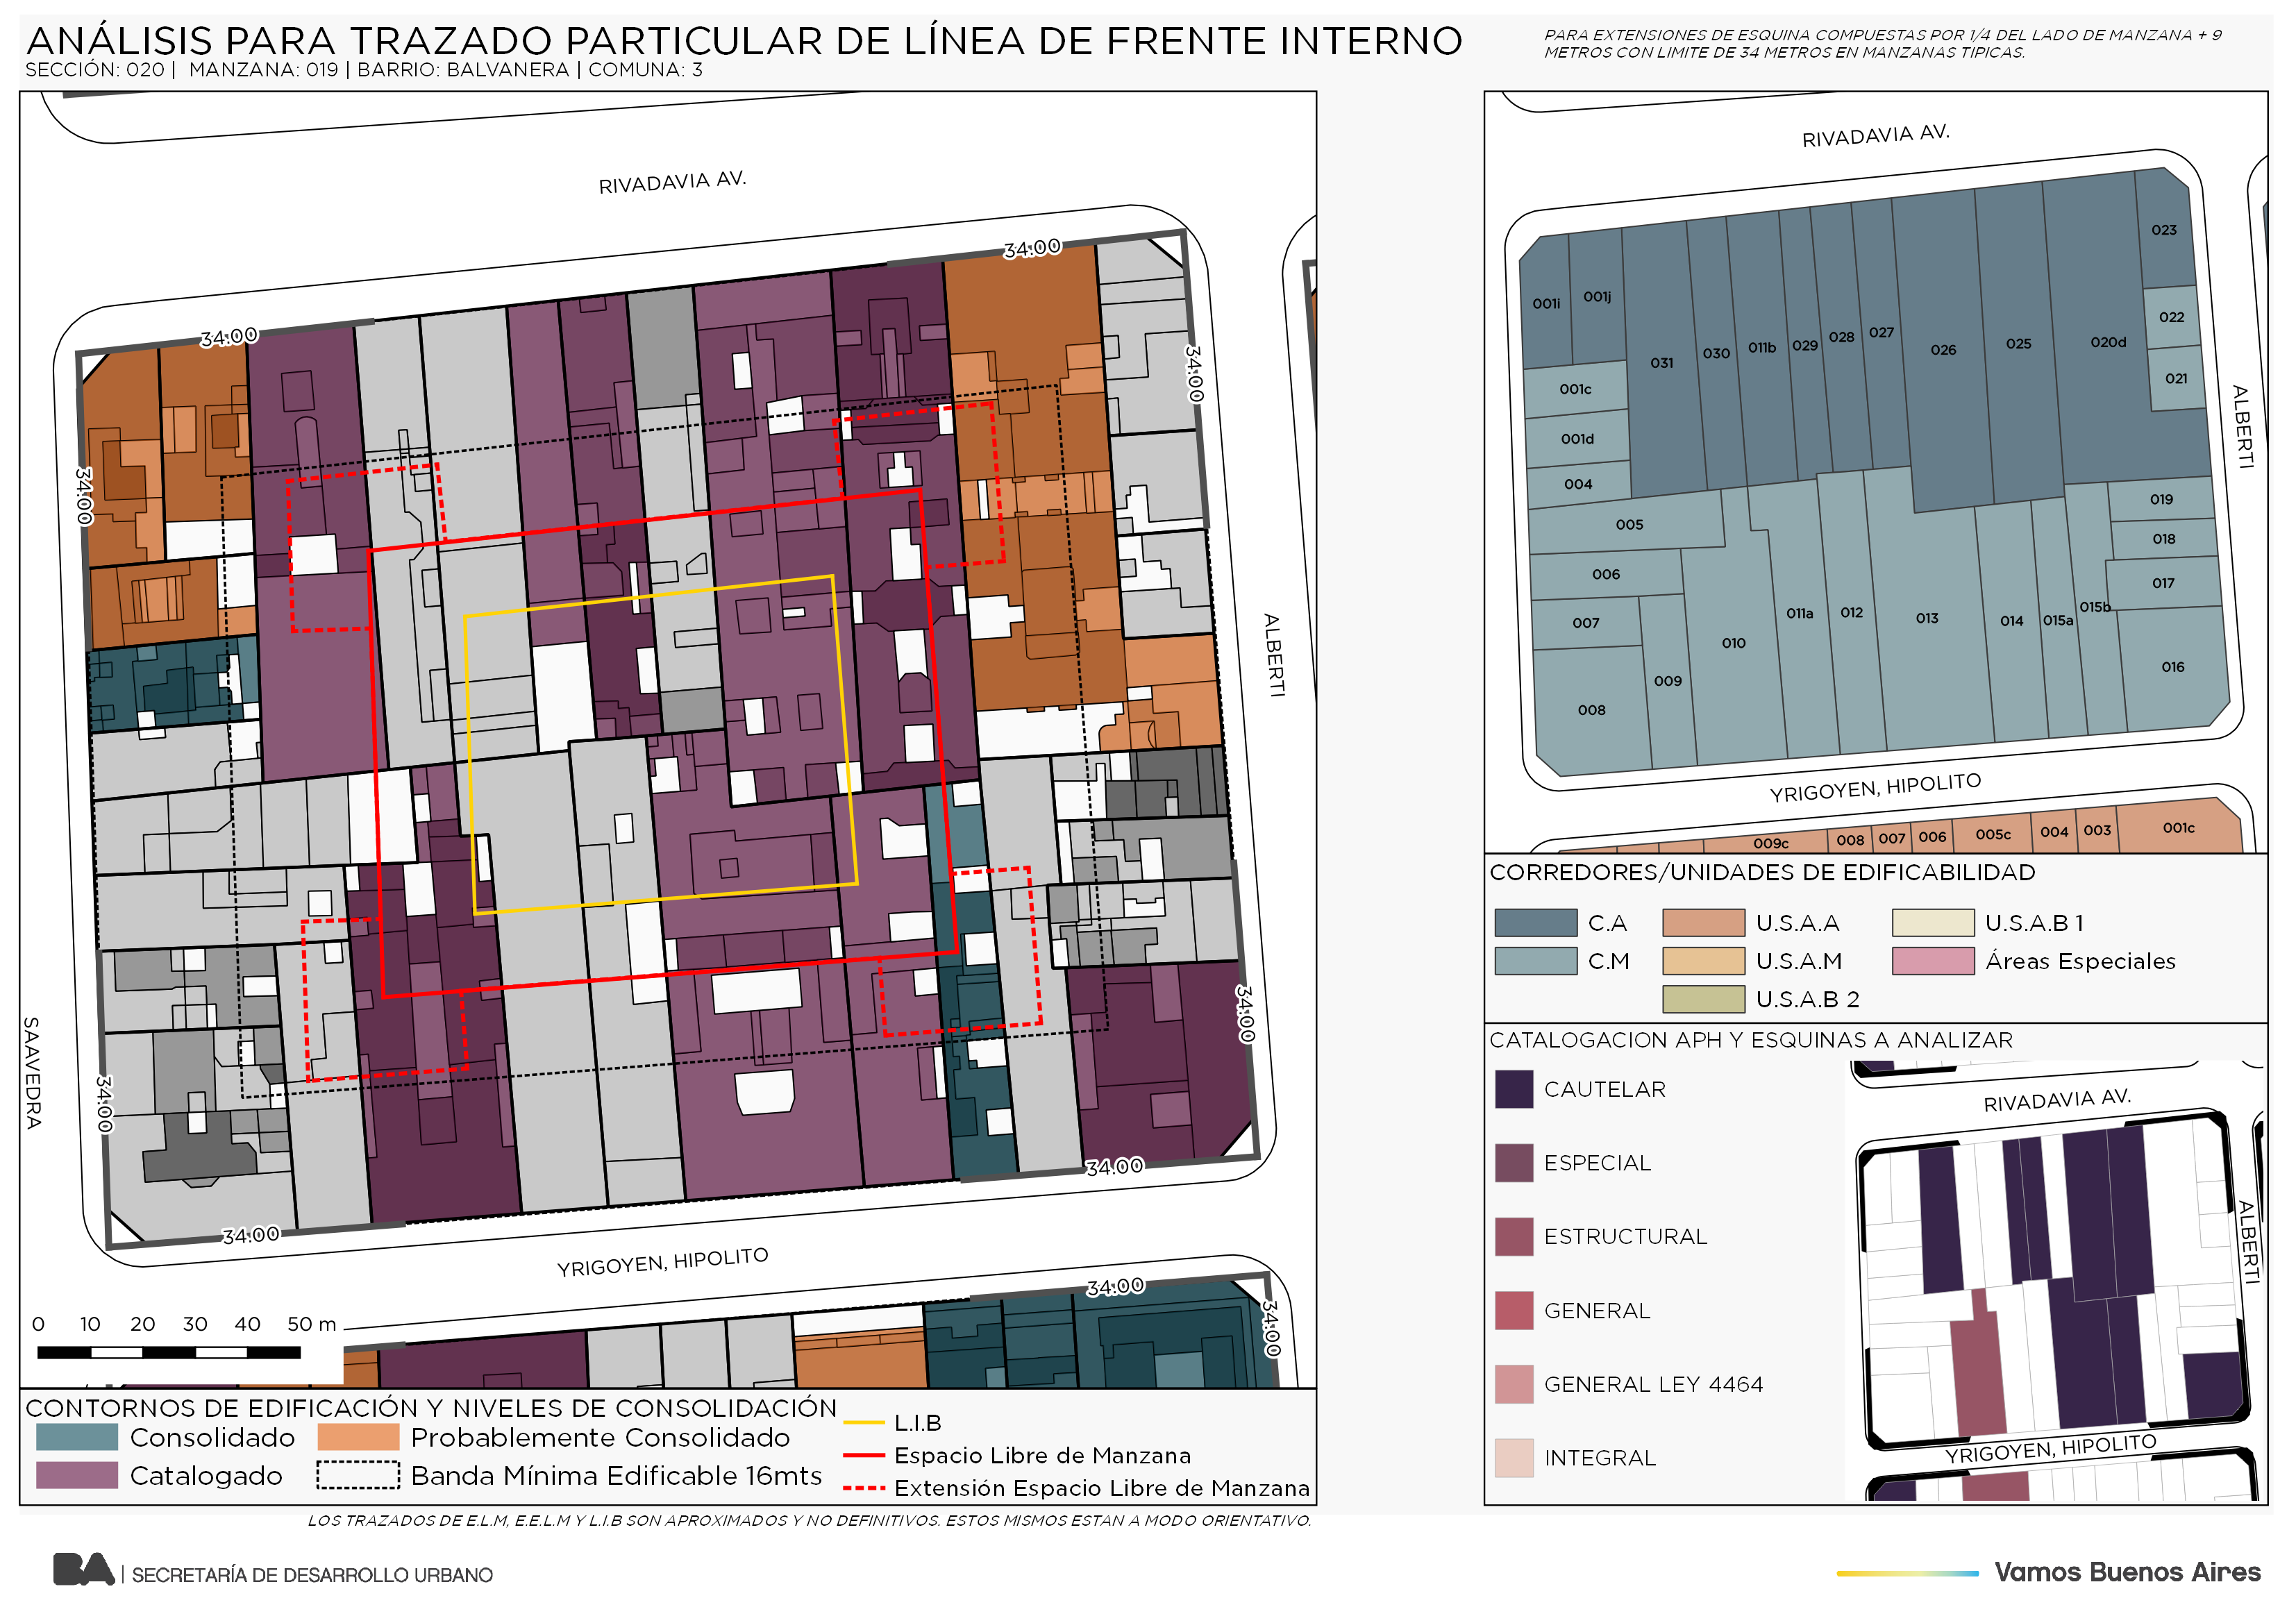 ANÁLISIS PARA TRAZADO PARTICULAR DE LÍNEA DE FRENTE INTERNO
SECCIÓN: 020 | MANZANA: 019 | BARRIO: BALVANERA | COMUNA: 3
PARA EXTENSIONES DE ESQUINA COMPUESTAS POR 1/4 DEL LADO DE MANZANA + 9
METROS CON LIMITE DE 34 METROS EN MANZANAS TIPICAS.
RIVADAVIA AV.
34.00
34.00
34.00
34.00
ALBERTI
SAAVEDRA
34.00
34.00
34.00
34.00
YRIGOYEN, HIPOLITO
34.00
34.00
0 10 20 30 40 50 m
CONTORNOS DE EDIFICACIÓN Y NIVELES DE CONSOLIDACIÓN
Consolidado
Probablemente Consolidado
Catalogado
Banda Mínima Edificable 16mts
L.I.B
Espacio Libre de Manzana
Extensión Espacio Libre de Manzana
LOS TRAZADOS DE E.L.M, E.E.L.M Y L.I.B SON APROXIMADOS Y NO DEFINITIVOS. ESTOS MISMOS ESTAN A MODO ORIENTATIVO.
RIVADAVIA AV.
001i
001j
031
030
011b
029
028
027
026
025
020d
023
022
021
001c
001d
004
005
006
007
008
009
010
011a
012
013
014
015a
015b
019
018
017
016
ALBERTI
YRIGOYEN, HIPOLITO
009c
008
007
006
005c
004
003
001c
CORREDORES/UNIDADES DE EDIFICABILIDAD
C.A
U.S.A.A
U.S.A.B 1
C.M
U.S.A.M
Áreas Especiales
U.S.A.B 2
CATALOGACION APH Y ESQUINAS A ANALIZAR
CAUTELAR
ESPECIAL
ESTRUCTURAL
GENERAL
GENERAL LEY 4464
INTEGRAL
RIVADAVIA AV.
ALBERTI
YRIGOYEN, HIPOLITO
BA | SECRETARÍA DE DESARROLLO URBANO
Vamos Buenos Aires